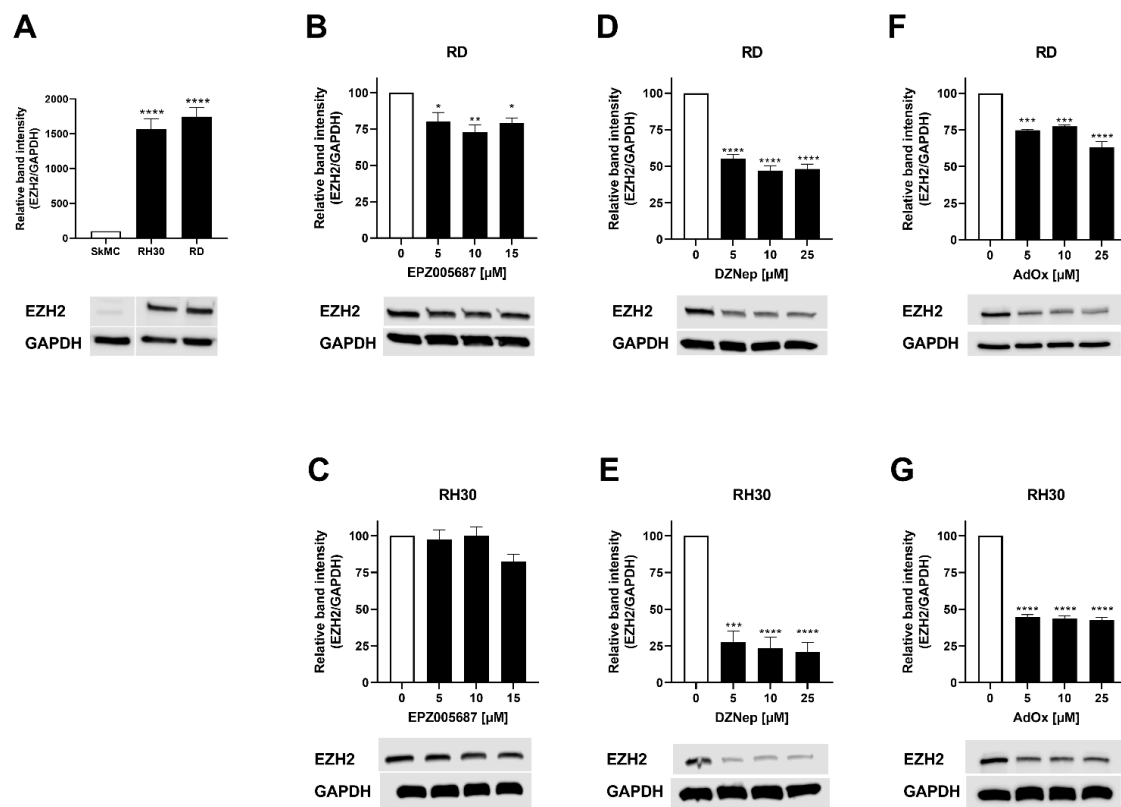 A
Relative band intensity
(EZH2/GAPDH)
2000
1500
1000
500
0
****
****
SkMC RH30 RD
EZH2
GAPDH
B
RD
Relative band intensity
(EZH2/GAPDH)
100
75
50
25
0
*
**
*
0 5 10 15
EPZ005687 [µM]
EZH2
GAPDH
D
RD
Relative band intensity
(EZH2/GAPDH)
100
75
50
25
0
****
****
****
0 5 10 25
DZNep [µM]
EZH2
GAPDH
F
RD
Relative band intensity
(EZH2/GAPDH)
100
75
50
25
0
***
***
****
0 5 10 25
AdOx [µM]
EZH2
GAPDH
C
RH30
Relative band intensity
(EZH2/GAPDH)
100
75
50
25
0
0 5 10 15
EPZ005687 [µM]
EZH2
GAPDH
E
RH30
Relative band intensity
(EZH2/GAPDH)
100
75
50
25
0
***
****
****
0 5 10 25
DZNep [µM]
EZH2
GAPDH
G
RH30
Relative band intensity
(EZH2/GAPDH)
100
75
50
25
0
****
****
****
0 5 10 25
AdOx [µM]
EZH2
GAPDH